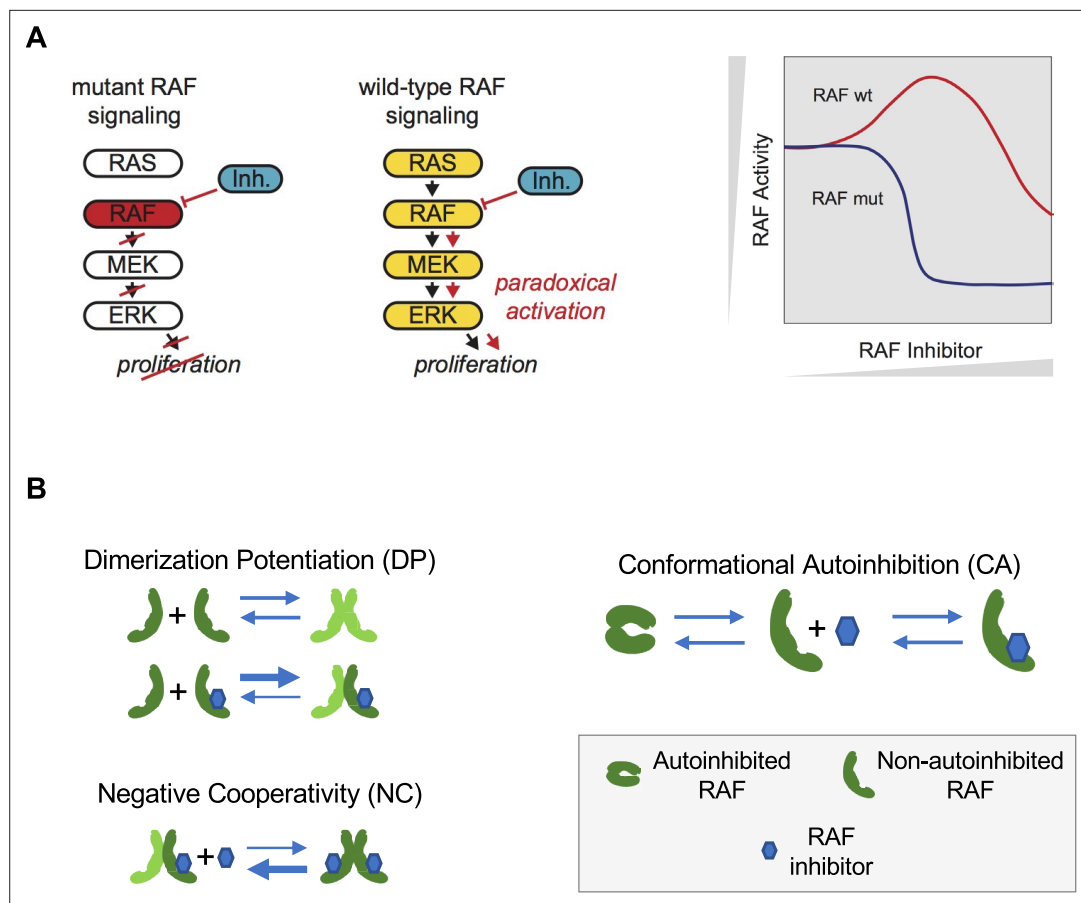 A
mutant RAF
signaling
RAS
Inh.
RAF
MEK
ERK
proliferation
wild-type RAF
signaling
RAS
Inh.
RAF
MEK
ERK
paradoxical
activation
proliferation
RAF Activity
RAF wt
RAF mut
RAF Inhibitor
B
Dimerization Potentiation (DP)
+
+
Negative Cooperativity (NC)
+
Conformational Autoinhibition (CA)
+
Autoinhibited
RAF
Non-autoinhibited
RAF
RAF
inhibitor